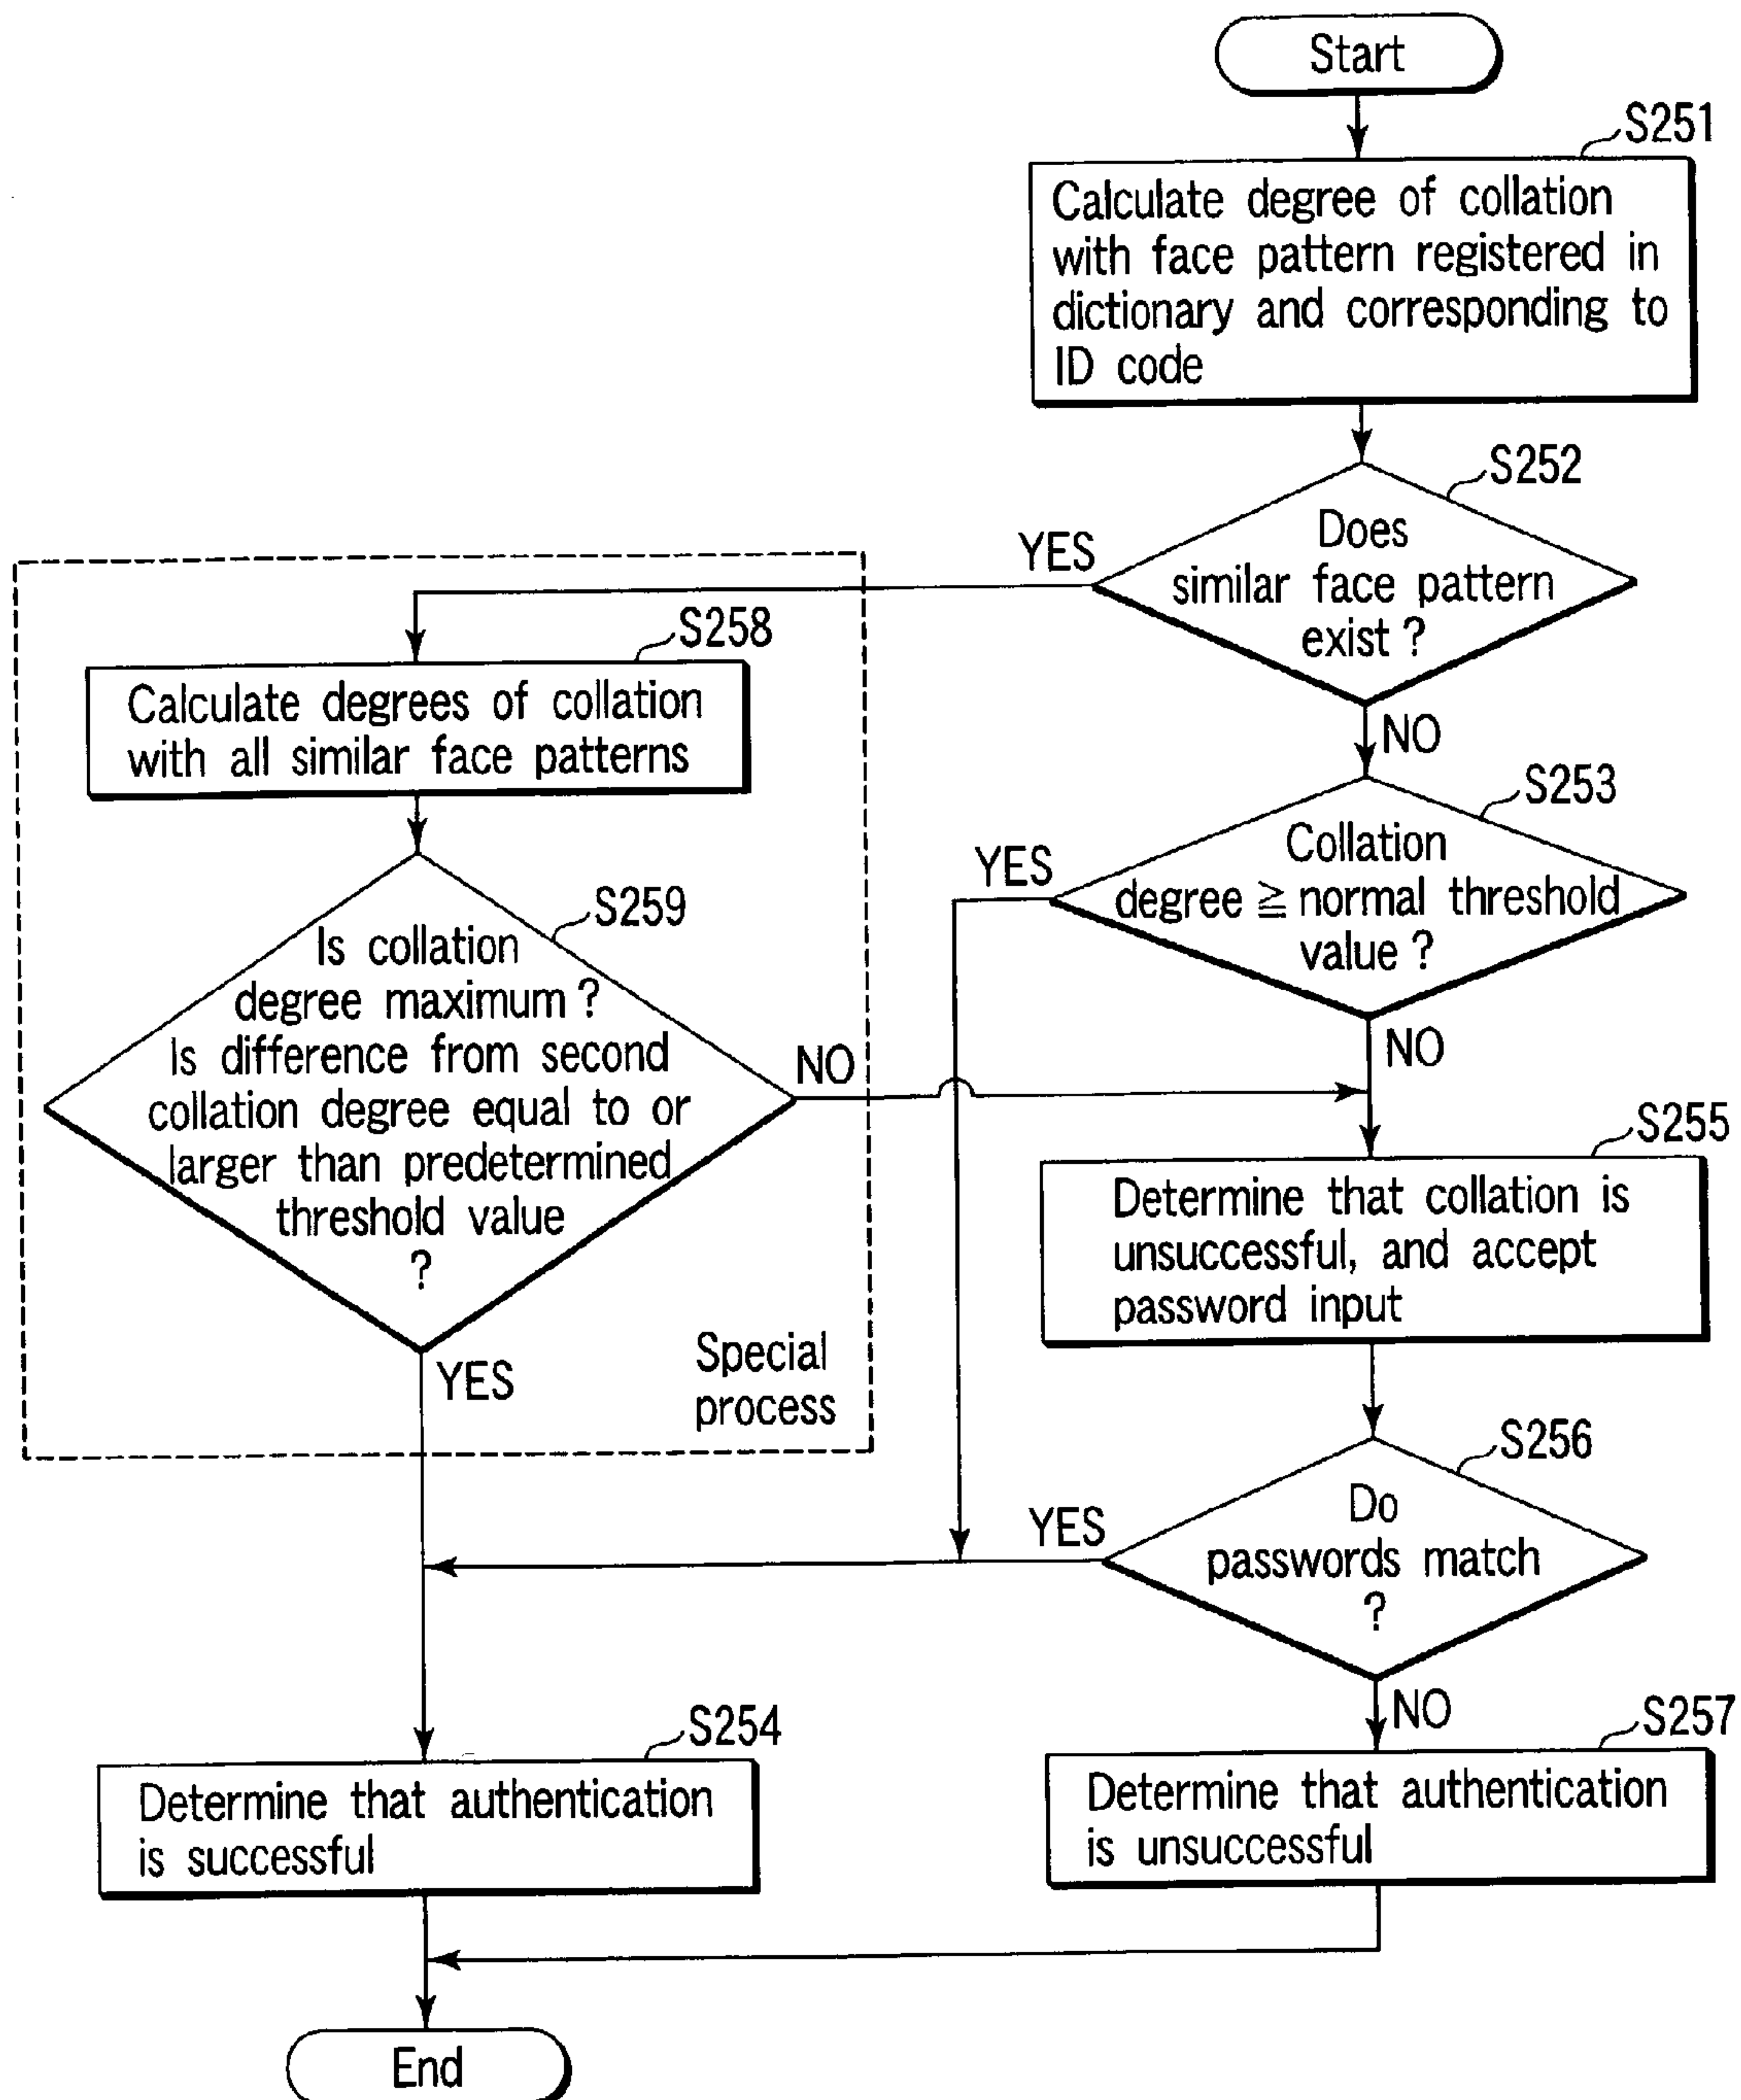 Start
S251
Calculate degree of collation
with face pattern registered in
dictionary and corresponding to
ID code
S252
Does
similar face pattern
exist ?
YES
NO
S258
Calculate degrees of collation
with all similar face patterns
S253
Collation
degree ≧ normal threshold
value ?
YES
NO
S259
Is collation
degree maximum ?
Is difference from second
collation degree equal to or
larger than predetermined
threshold value
?
NO
YES
Special
process
S255
Determine that collation is
unsuccessful, and accept
password input
S256
Do
passwords match
?
YES
NO
S254
Determine that authentication
is successful
S257
Determine that authentication
is unsuccessful
End